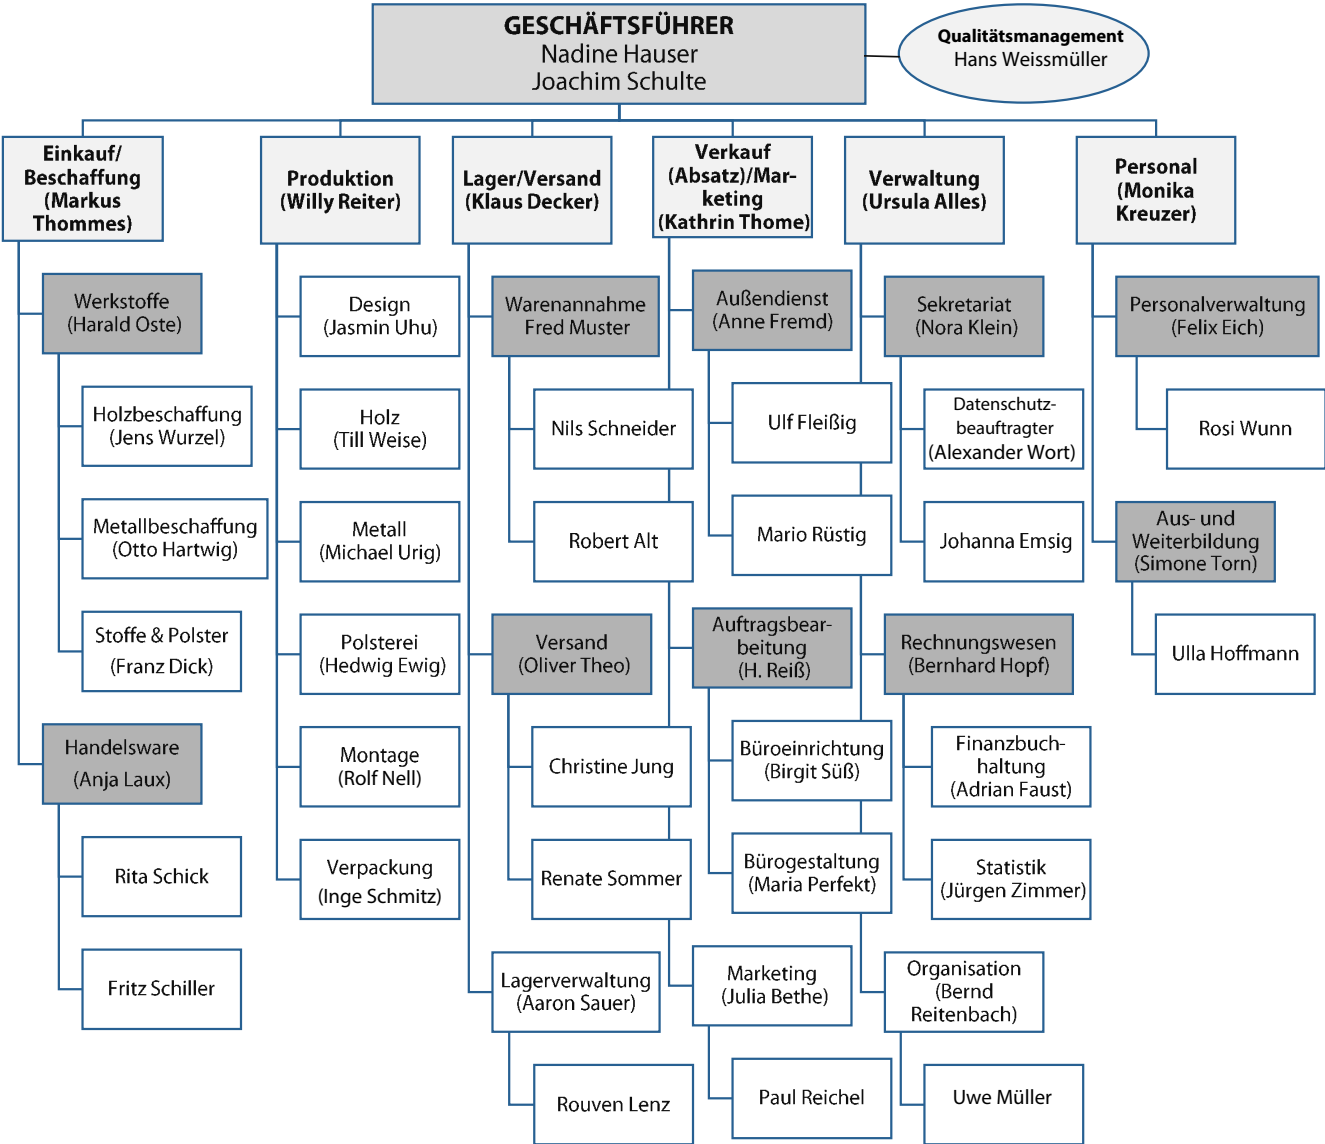 GESCHÄFTSFÜHRER
Nadine Hauser
Joachim Schulte
Qualitätsmanagement
Hans Weissmüller
Einkauf/
Beschaffung
(Markus
Thommes)
Werkstoffe
(Harald Oste)
Holzbeschaffung
(Jens Wurzel)
Metallbeschaffung
(Otto Hartwig)
Stoffe & Polster
(Franz Dick)
Handelsware
(Anja Laux)
Rita Schick
Fritz Schiller
Produktion
(Willy Reiter)
Design
(Jasmin Uhu)
Holz
(Till Weise)
Metall
(Michael Urig)
Polsterei
(Hedwig Ewig)
Montage
(Rolf Nell)
Verpackung
(Inge Schmitz)
Lager/Versand
(Klaus Decker)
Warenannahme
Fred Muster
Nils Schneider
Robert Alt
Versand
(Oliver Theo)
Christine Jung
Renate Sommer
Lagerverwaltung
(Aaron Sauer)
Rouven Lenz
Verkauf
(Absatz)/Mar-
keting
(Kathrin Thome)
Außendienst
(Anne Fremd)
Ulf Fleißig
Mario Rüstig
Auftragsbear-
beitung
(H. Reiß)
Büroeinrichtung
(Birgit Süß)
Bürogestaltung
(Maria Perfekt)
Marketing
(Julia Bethe)
Paul Reichel
Verwaltung
(Ursula Alles)
Sekretariat
(Nora Klein)
Datenschutz-
beauftragter
(Alexander Wort)
Johanna Emsig
Rechnungswesen
(Bernhard Hopf)
Finanzbuch-
haltung
(Adrian Faust)
Statistik
(Jürgen Zimmer)
Organisation
(Bernd
Reitenbach)
Uwe Müller
Personal
(Monika
Kreuzer)
Personalverwaltung
(Felix Eich)
Rosi Wunn
Aus- und
Weiterbildung
(Simone Torn)
Ulla Hoffmann